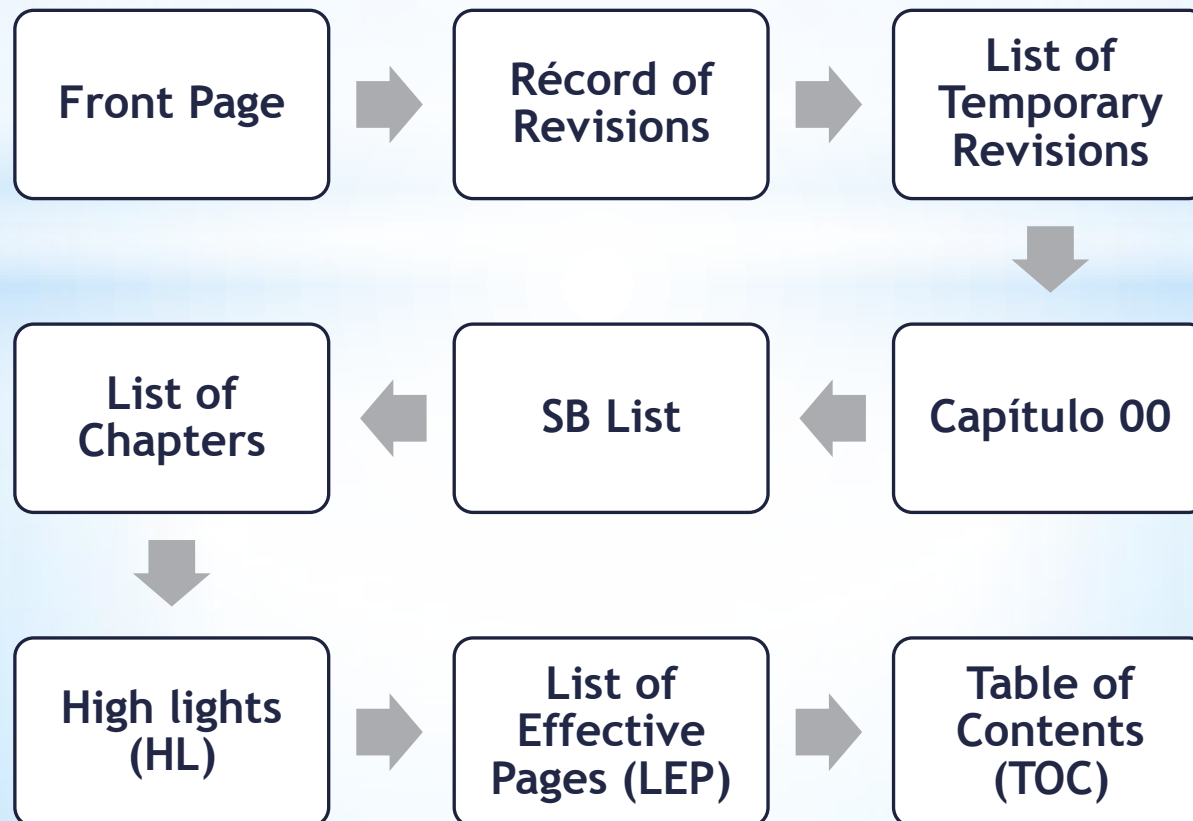 Front Page
Récord of
Revisions
List of
Temporary
Revisions
Capítulo 00
SB List
List of
Chapters
High lights
(HL)
List of
Effective
Pages (LEP)
Table of
Contents
(TOC)